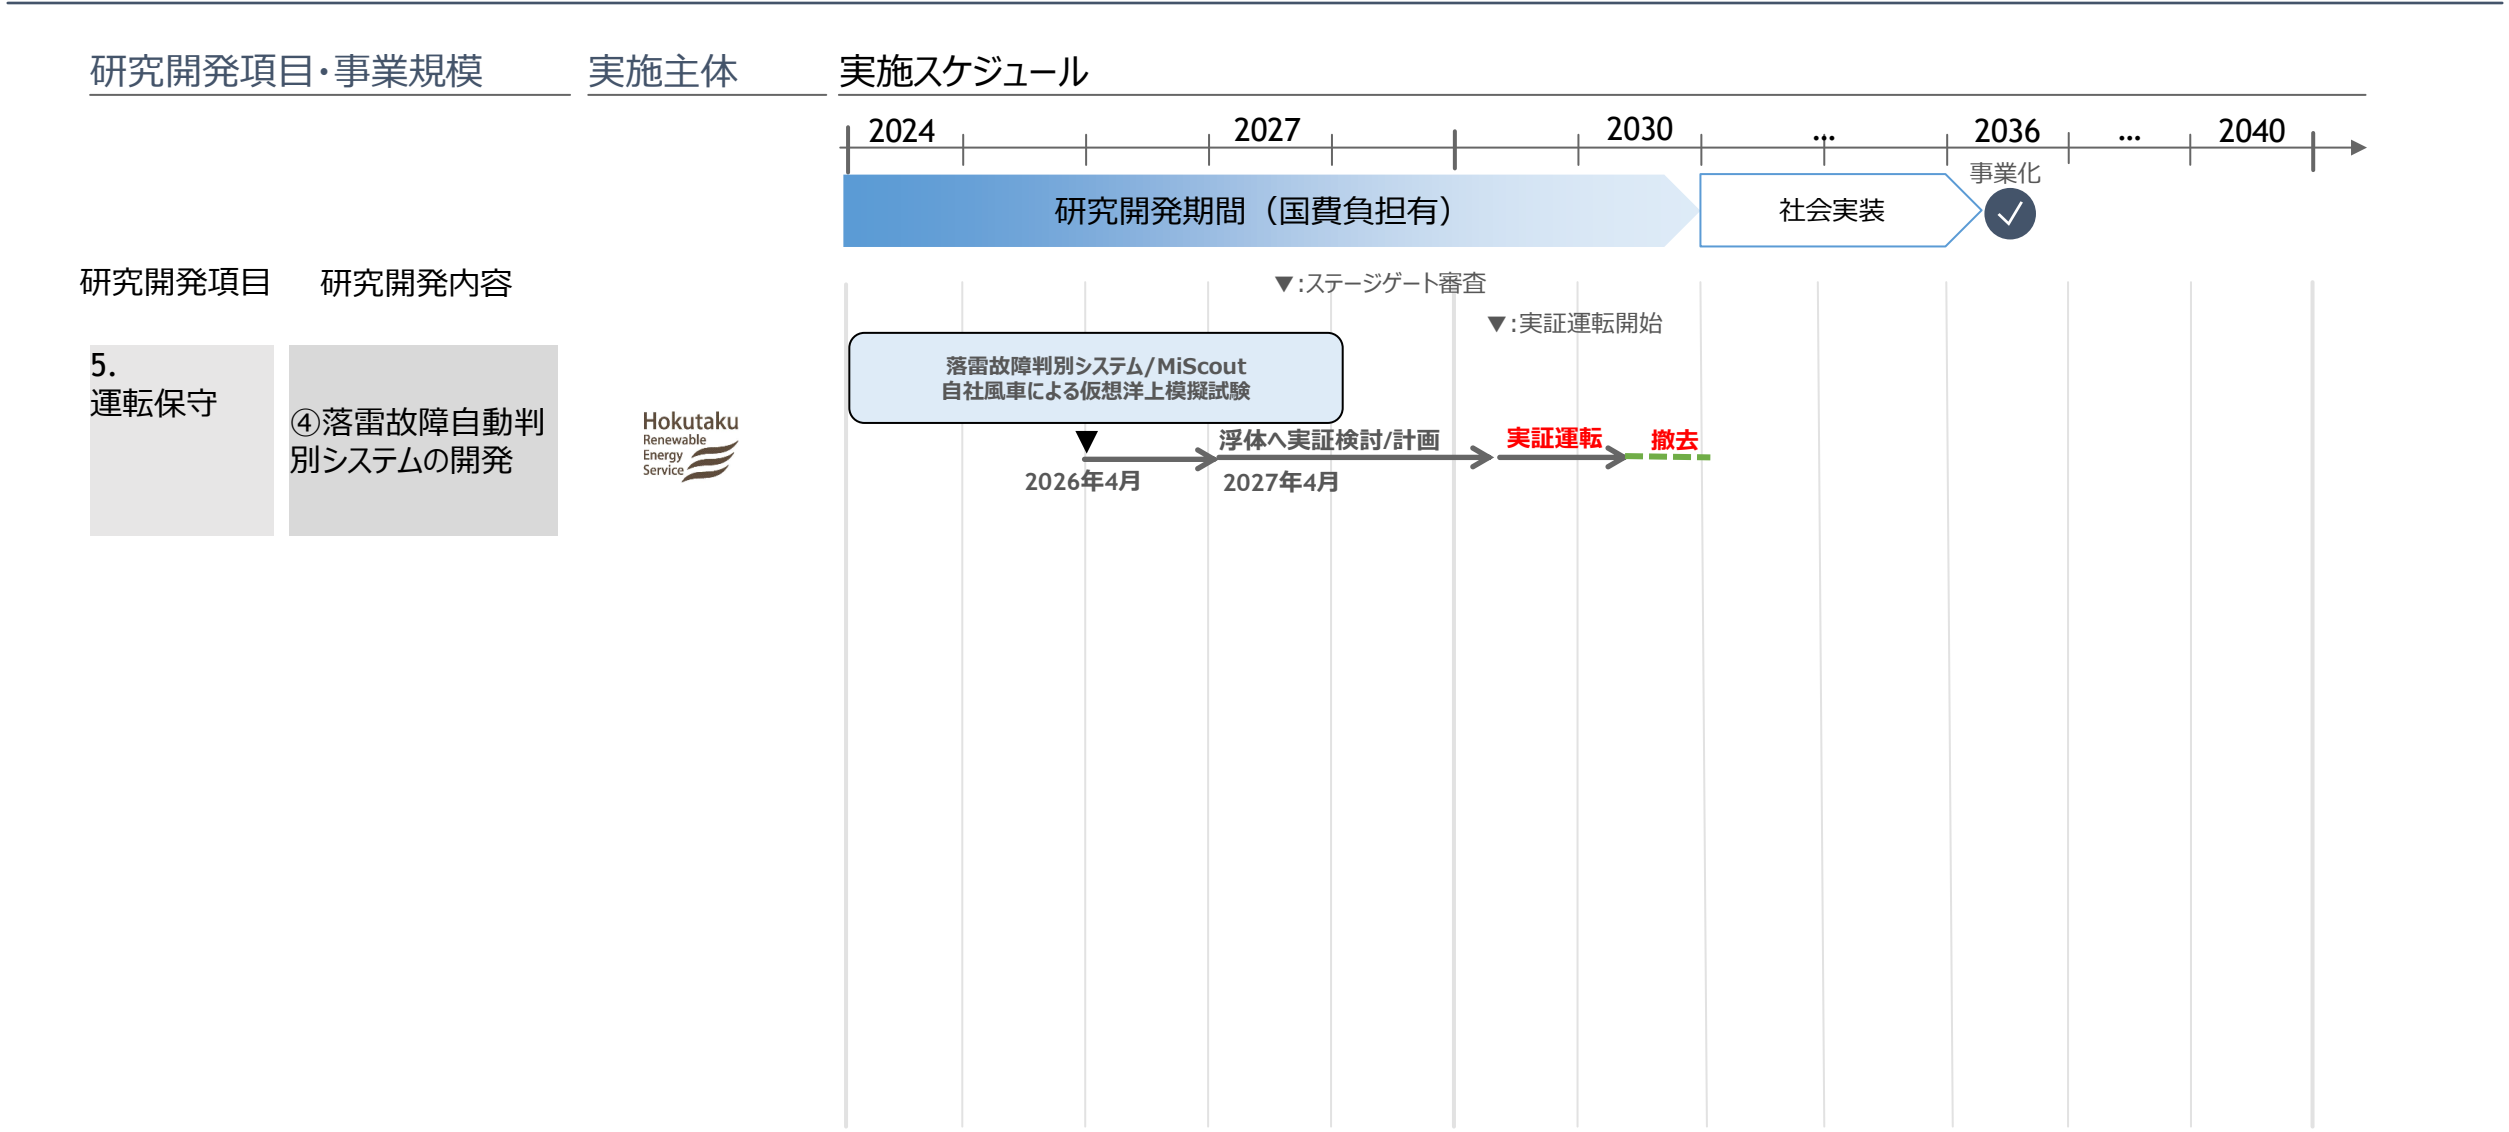 研究開発項目・事業規模
実施主体
実施スケジュール
2024
2027
2030
…
2036
…
2040
事業化
研究開発期間（国費負担有）
社会実装
研究開発項目
研究開発内容
▼:ステージゲート審査
▼:実証運転開始
5.
運転保守
④落雷故障自動判
別システムの開発
Hokutaku
Renewable
Energy
Service
落雷故障判別システム/MiScout
自社風車による仮想洋上模擬試験
浮体へ実証検討/計画
実証運転
撤去
2026年4月
2027年4月